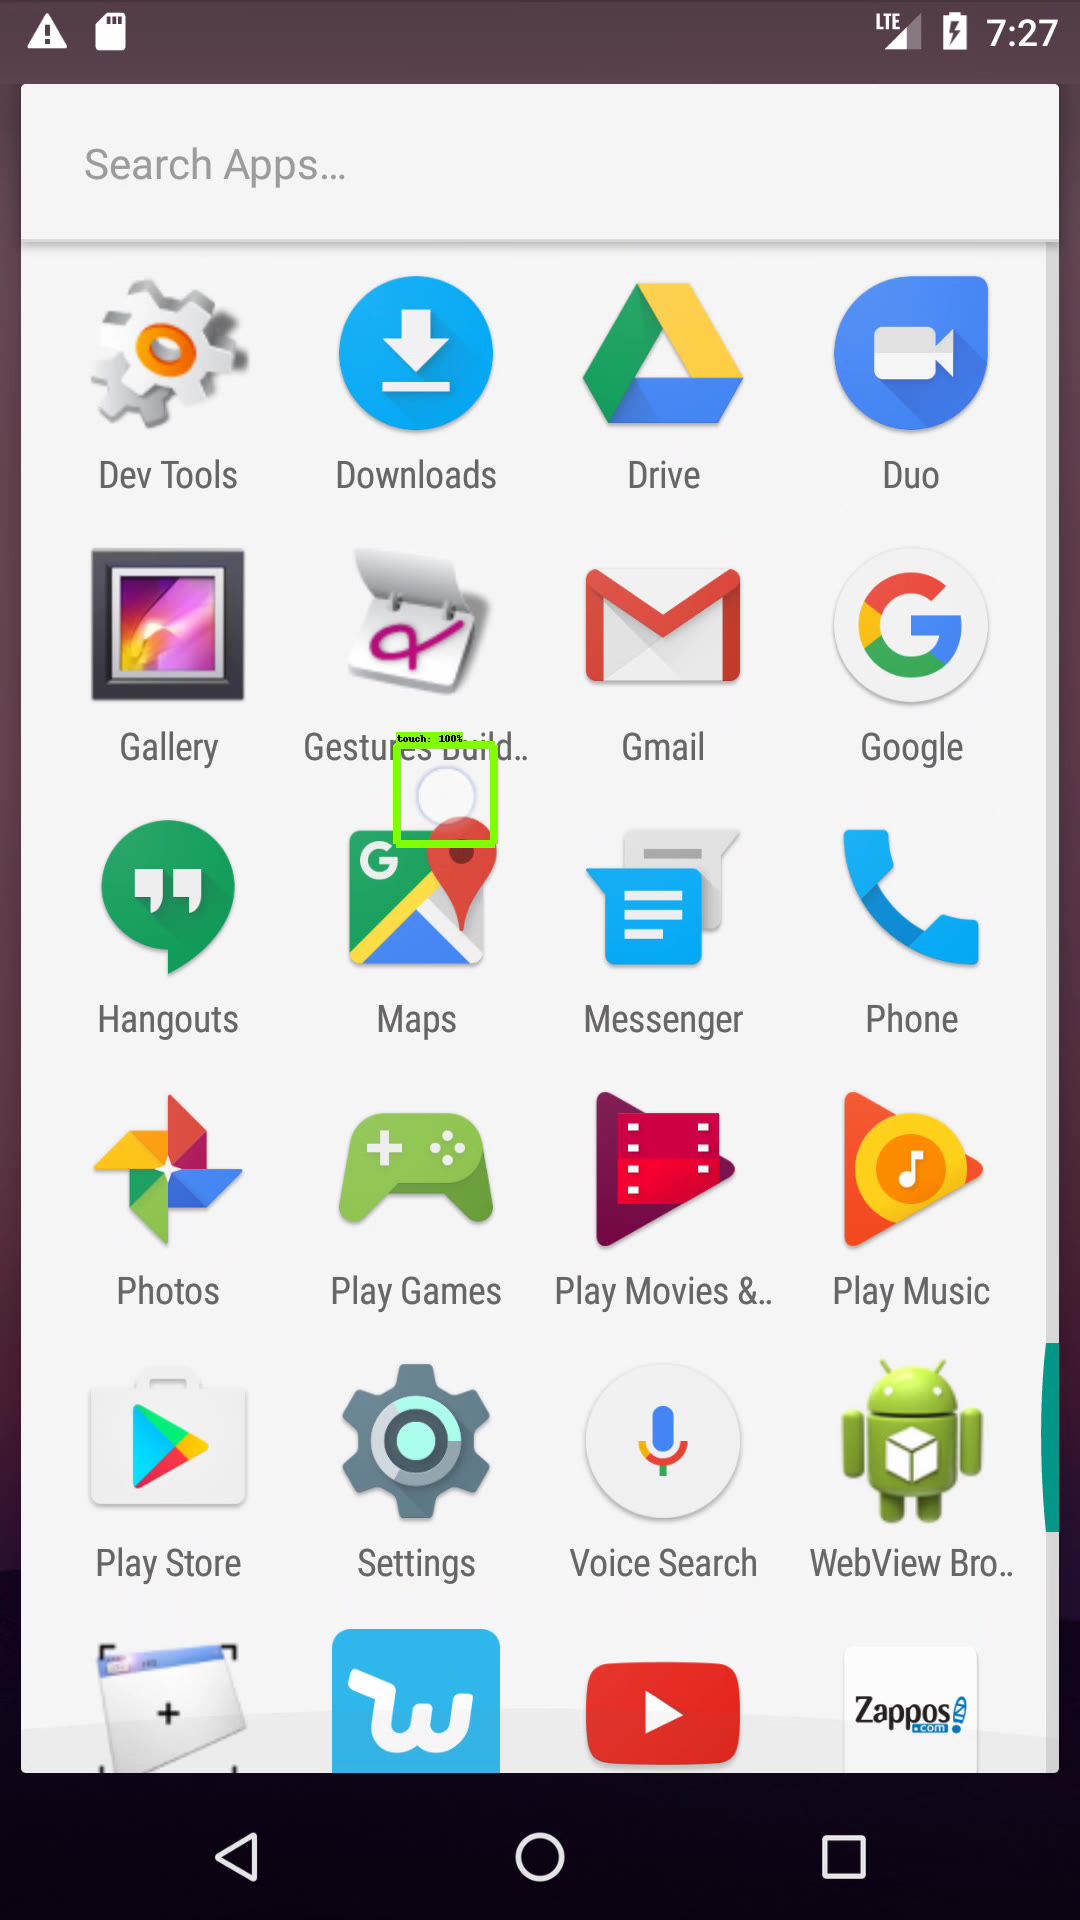 LTE 7:27
Search Apps...
Dev Tools Downloads Drive Duo
Gallery Gestures Build.. Gmail Google
touch: 100%
Hangouts Maps Messenger Phone
Photos Play Games Play Movies &.. Play Music
Play Store Settings Voice Search WebView Bro..
Zappos
.com